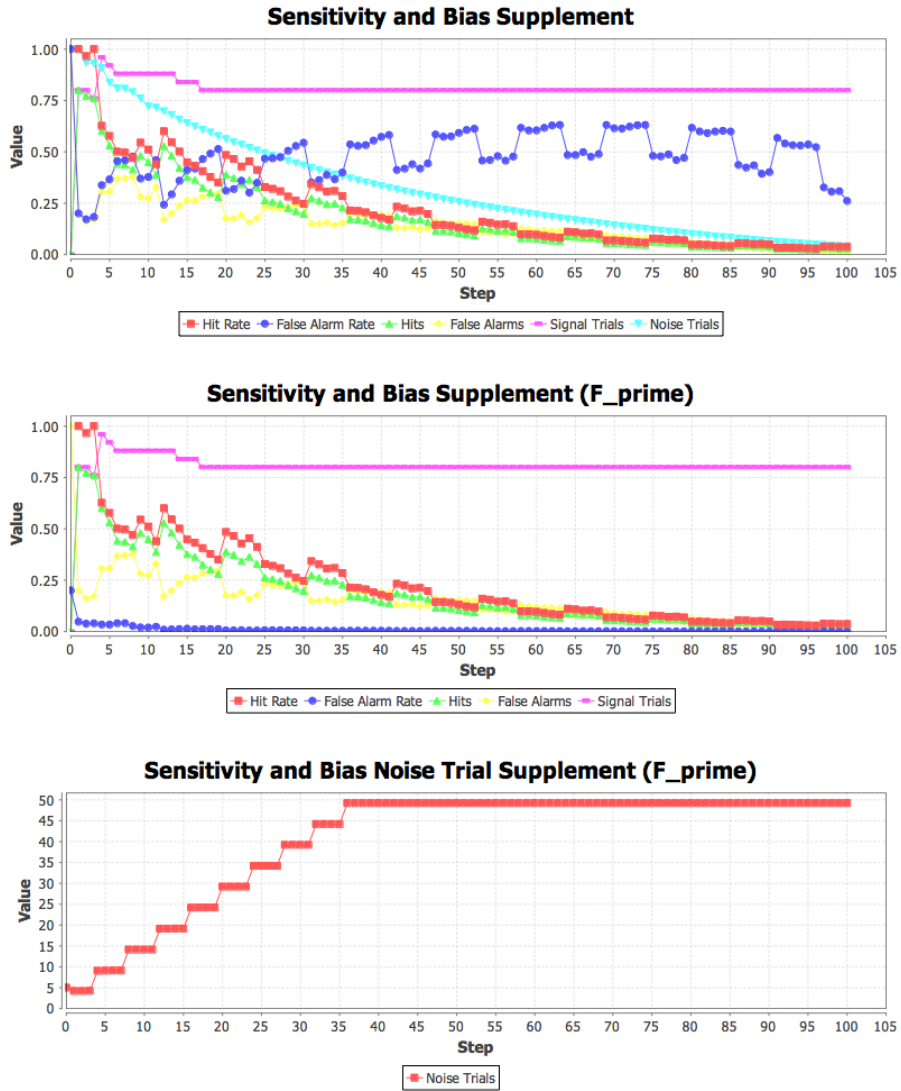 Sensitivity and Bias Supplement
1.00
0.75
0.50
0.25
0.00
Value
0 5 10 15 20 25 30 35 40 45 50 55 60 65 70 75 80 85 90 95 100 105
Step
Hit Rate False Alarm Rate Hits False Alarms Signal Trials Noise Trials
Sensitivity and Bias Supplement (F_prime)
1.00
0.75
0.50
0.25
0.00
Value
0 5 10 15 20 25 30 35 40 45 50 55 60 65 70 75 80 85 90 95 100 105
Step
Hit Rate False Alarm Rate Hits False Alarms Signal Trials
Sensitivity and Bias Noise Trial Supplement (F_prime)
50
45
40
35
30
25
20
15
10
5
0
Value
0 5 10 15 20 25 30 35 40 45 50 55 60 65 70 75 80 85 90 95 100 105
Step
Noise Trials